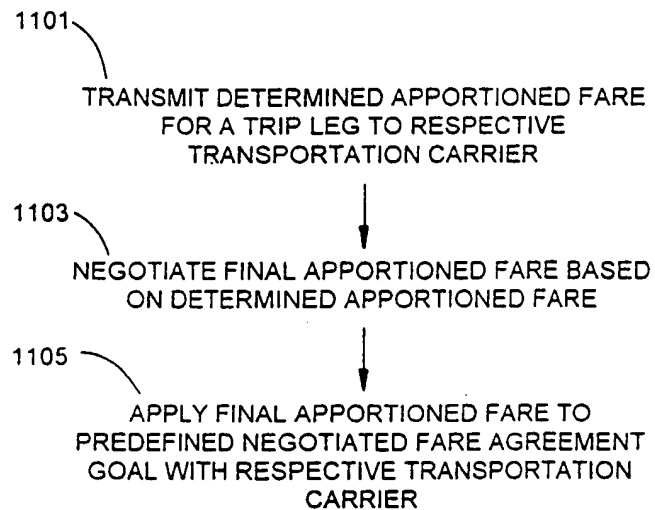 1101
TRANSMIT DETERMINED APPORTIONED FARE
FOR A TRIP LEG TO RESPECTIVE
TRANSPORTATION CARRIER
1103
NEGOTIATE FINAL APPORTIONED FARE BASED
ON DETERMINED APPORTIONED FARE
1105
APPLY FINAL APPORTIONED FARE TO
PREDEFINED NEGOTIATED FARE AGREEMENT
GOAL WITH RESPECTIVE TRANSPORTATION
CARRIER